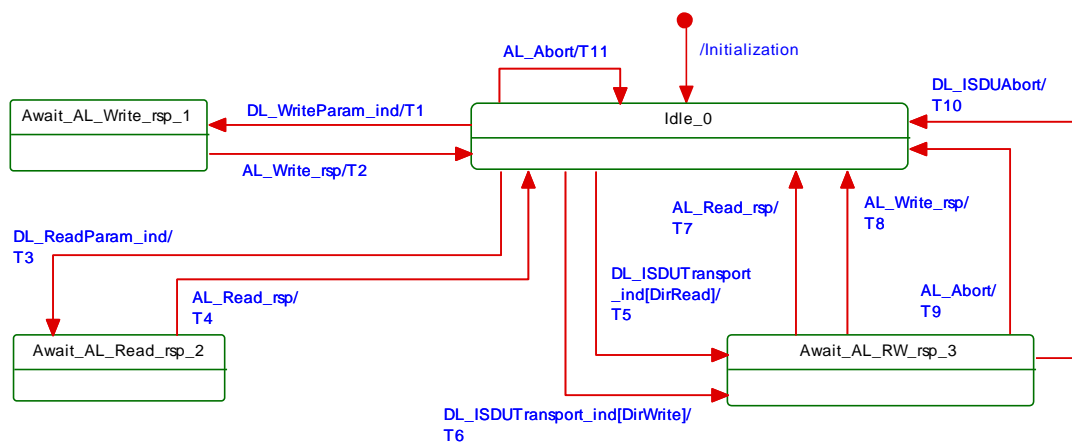 /Initialization
AL_Abort/T11
DL_ISDUAbort/
T10
DL_WriteParam_ind/T1
Await_AL_Write_rsp_1
Idle_0
AL_Write_rsp/T2
AL_Read_rsp/
T7
AL_Write_rsp/
T8
DL_ReadParam_ind/
T3
DL_ISDUTransport
_ind[DirRead]/
T5
AL_Read_rsp/
T4
AL_Abort/
T9
Await_AL_Read_rsp_2
Await_AL_RW_rsp_3
DL_ISDUTransport_ind[DirWrite]/
T6